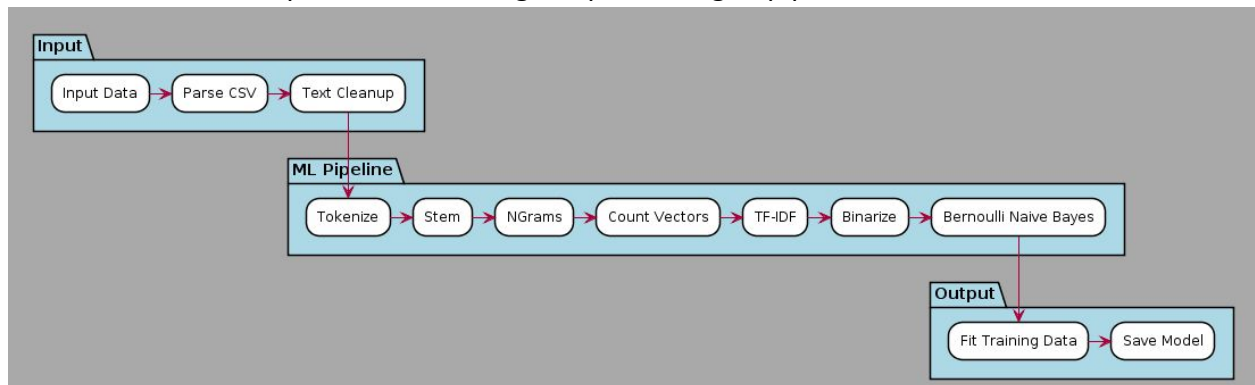 Input
Input Data
Parse CSV
Text Cleanup
ML Pipeline
Tokenize
Stem
NGrams
Count Vectors
TF-IDF
Binarize
Bernoulli Naive Bayes
Output
Fit Training Data
Save Model